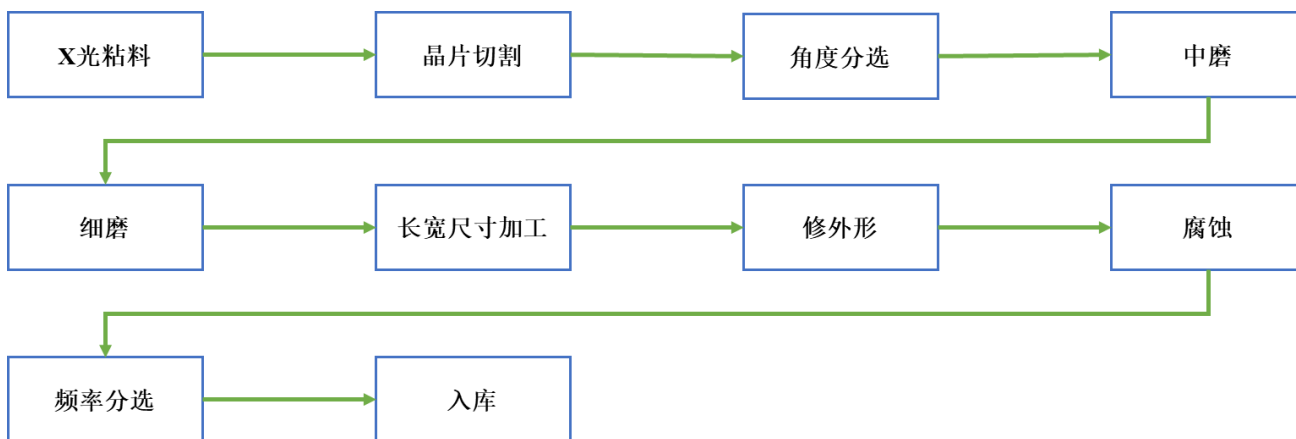 X光粘料
晶片切割
角度分选
中磨
细磨
长宽尺寸加工
修外形
腐蚀
频率分选
入库